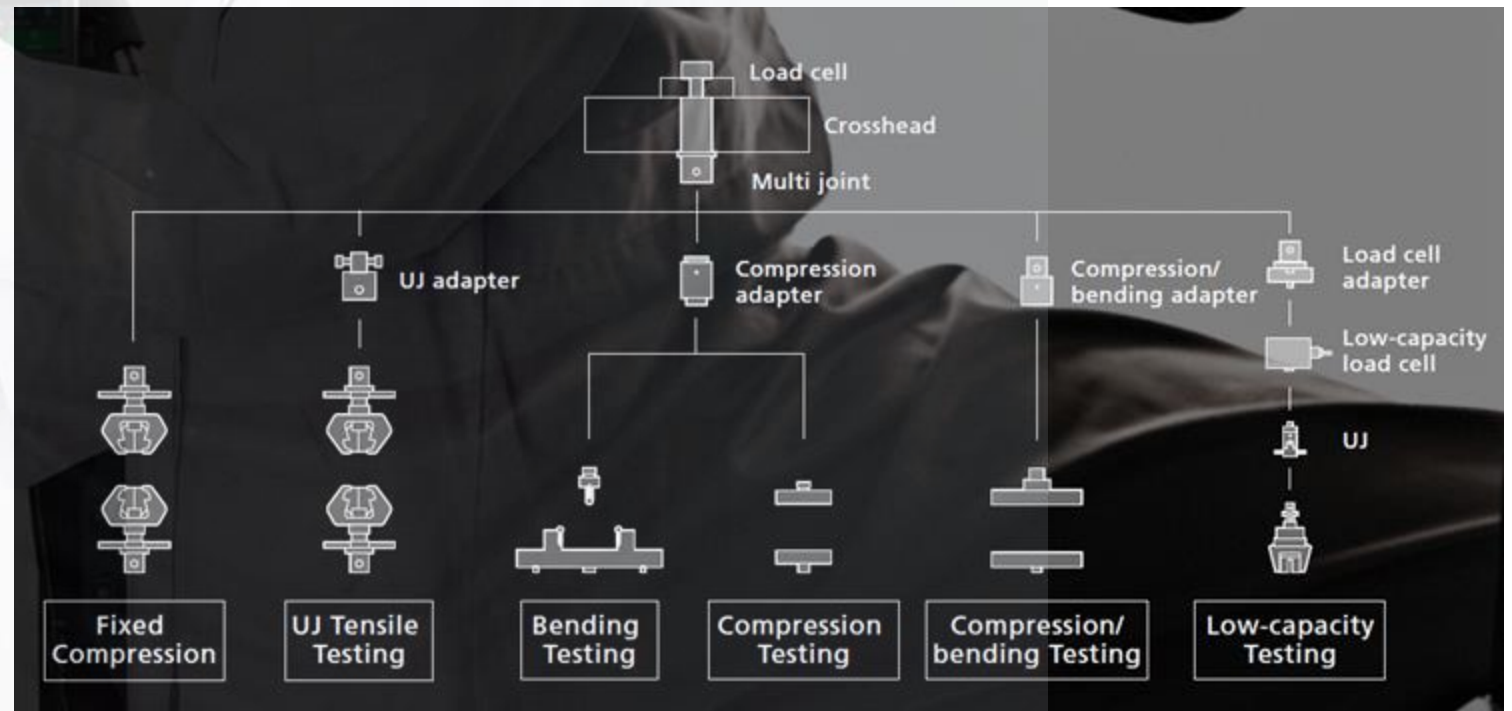 Load cell
Crosshead
Multi joint
UJ adapter
Compression
adapter
Compression/
bending adapter
Load cell
adapter
Low-capacity
load cell
UJ
Fixed
Compression
UJ Tensile
Testing
Bending
Testing
Compression
Testing
Compression/
bending Testing
Low-capacity
Testing